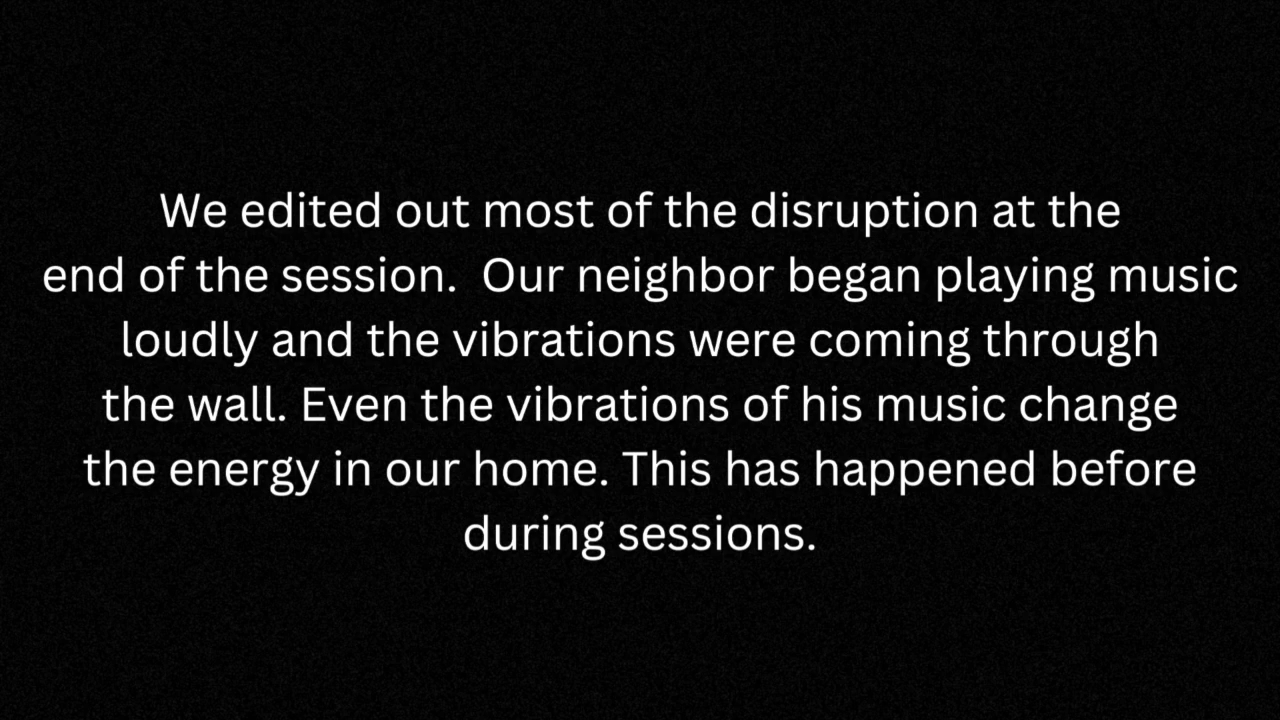 We edited out most of the disruption at the
end of the session.  Our neighbor began playing music
loudly and the vibrations were coming through
the wall. Even the vibrations of his music change
the energy in our home. This has happened before
during sessions.